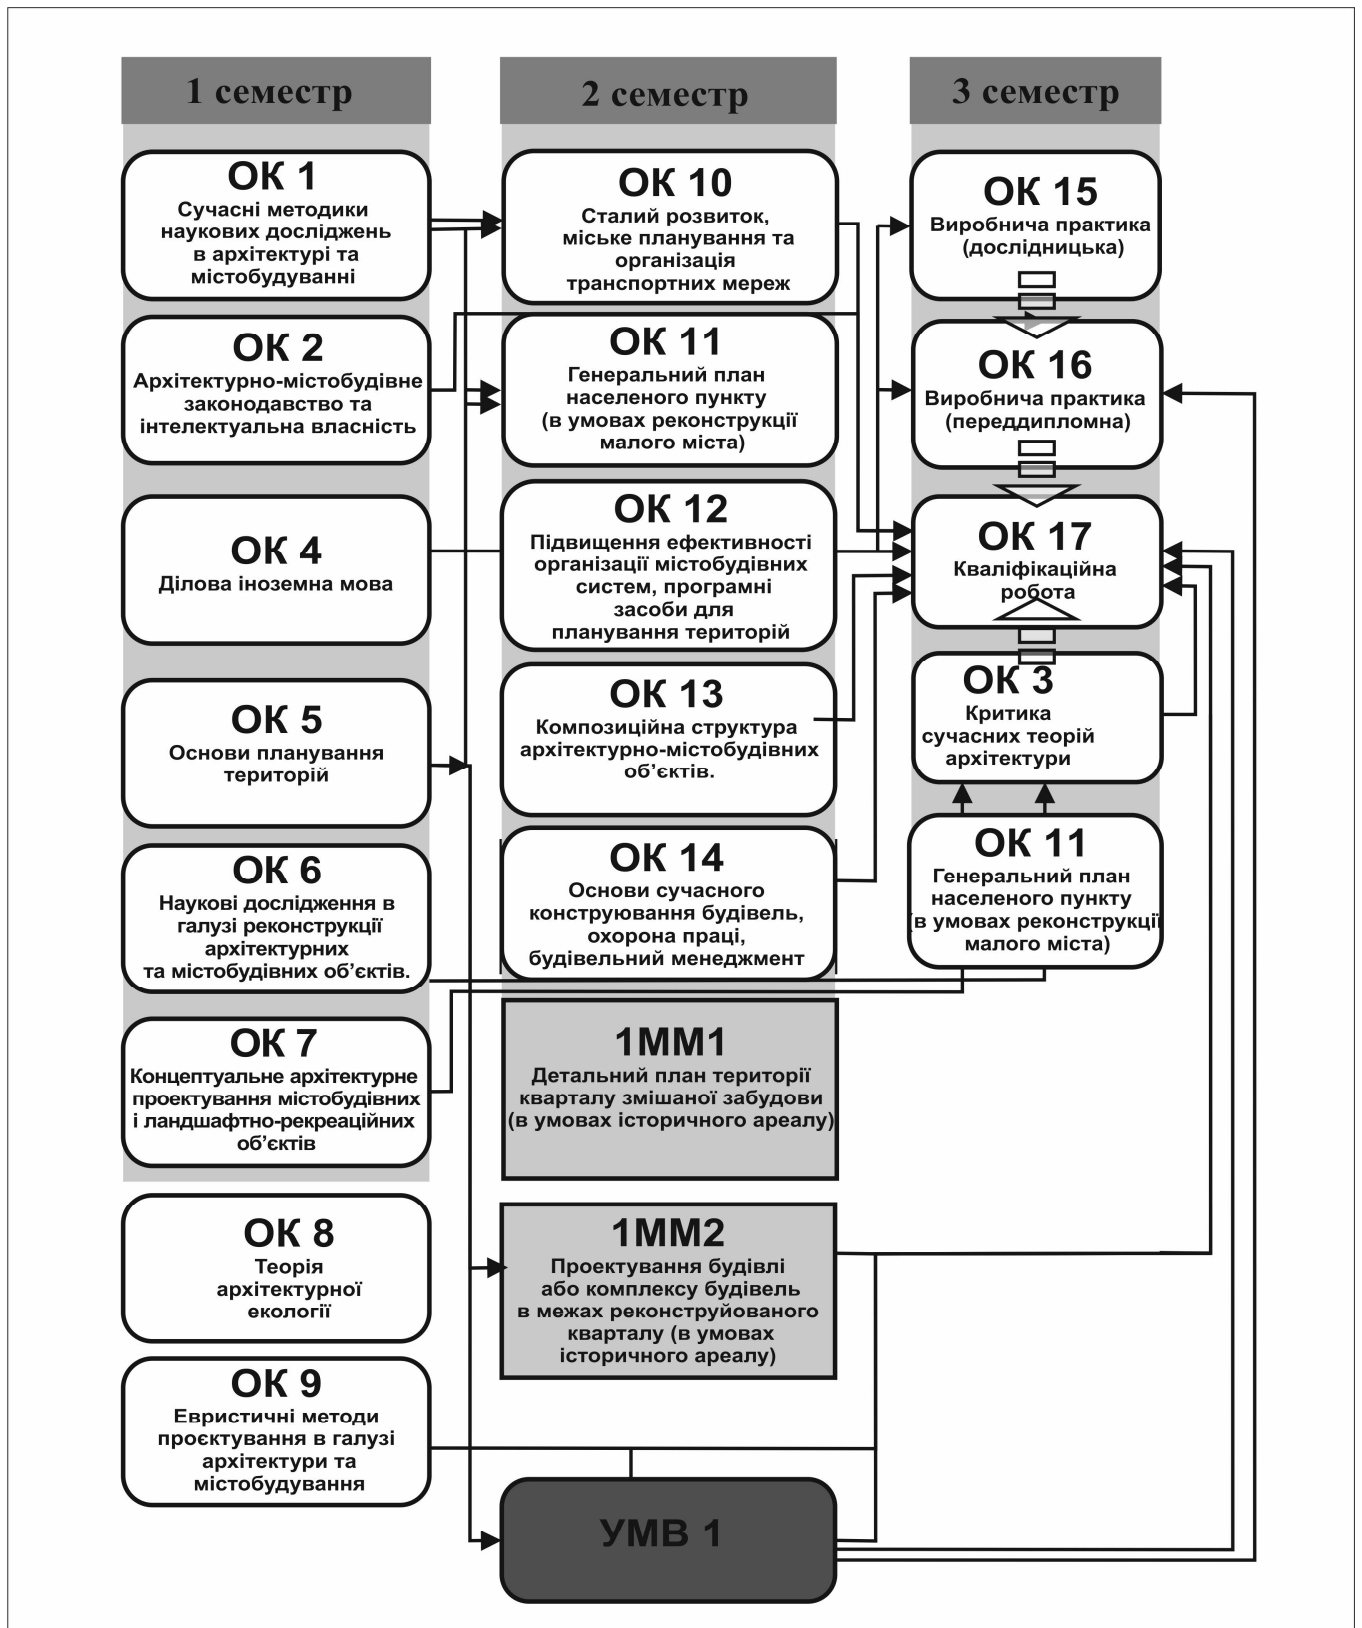 1 семестр
ОК 1
Сучасні методики
наукових досліджень
в архітектурі та
містобудуванні
ОК 2
Архітектурно-містобудівне
законодавство та
інтелектуальна власність
ОК 4
Ділова іноземна мова
ОК 5
Основи планування
територій
ОК 6
Наукові дослідження в
галузі реконструкції
архітектурних
та містобудівних об’єктів.
ОК 7
Концептуальне архітектурне
проектування містобудівних
і ландшафтно-рекреаційних
об’єктів
ОК 8
Теорія
архітектурної
екології
ОК 9
Евристичні методи
проєктування в галузі
архітектури та
містобудування
2 семестр
ОК 10
Сталий розвиток,
міське планування та
організація
транспортних мереж
ОК 11
Генеральний план
населеного пункту
(в умовах реконструкції
малого міста)
ОК 12
Підвищення ефективності
організації містобудівних
систем, програмні
засоби для
планування територій
ОК 13
Композиційна структура
архітектурно-містобудівних
об’єктів.
ОК 14
Основи сучасного
конструювання будівель,
охорона праці,
будівельний менеджмент
1ММ1
Детальний план території
кварталу змішаної забудови
(в умовах історичного ареалу)
1ММ2
Проектування будівлі
або комплексу будівель
в межах реконструйованого
кварталу (в умовах
історичного ареалу)
УМВ 1
3 семестр
ОК 15
Виробнича практика
(дослідницька)
ОК 16
Виробнича практика
(переддипломна)
ОК 17
Кваліфікаційна
робота
ОК 3
Критика
сучасних теорій
архітектури
ОК 11
Генеральний план
населеного пункту
(в умовах реконструкції
малого міста)